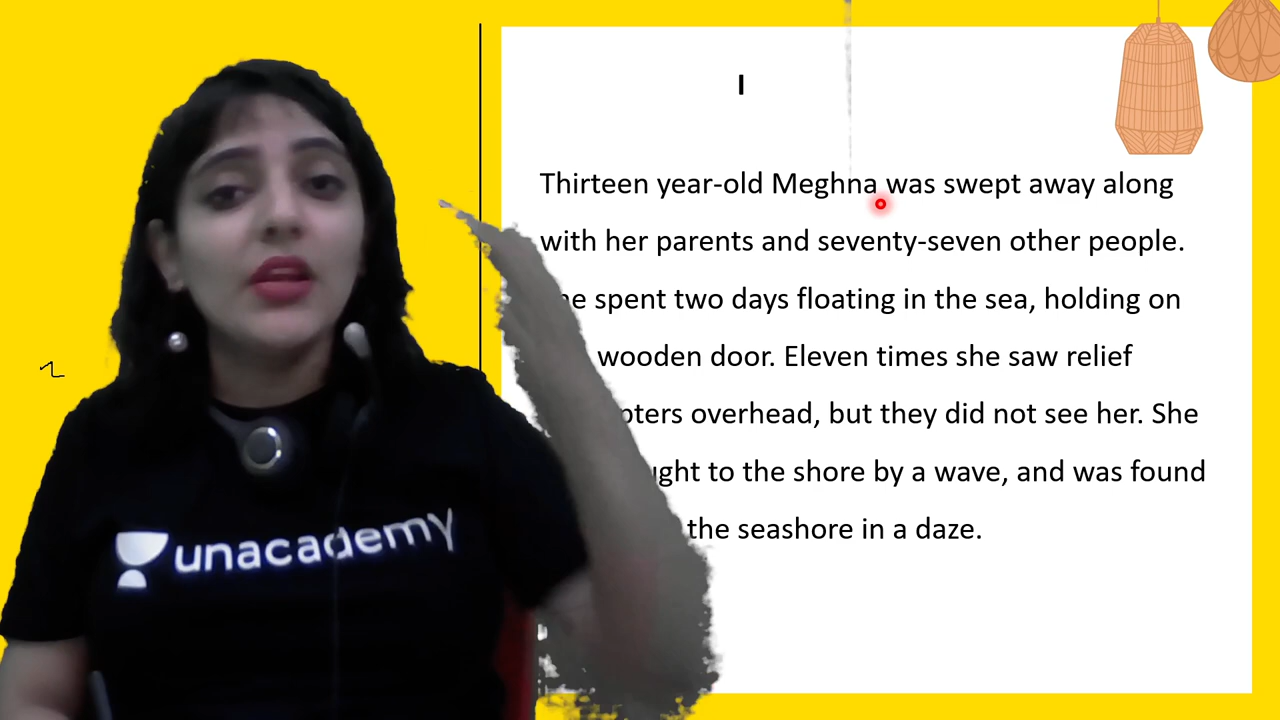 I
Thirteen year-old Meghna was swept away along
with her parents and seventy-seven other people.
spent two days floating in the sea, holding on
wooden door. Eleven times she saw relief
overhead, but they did not see her. She
to the shore by a wave, and was found
the seashore in a daze.
unacademy